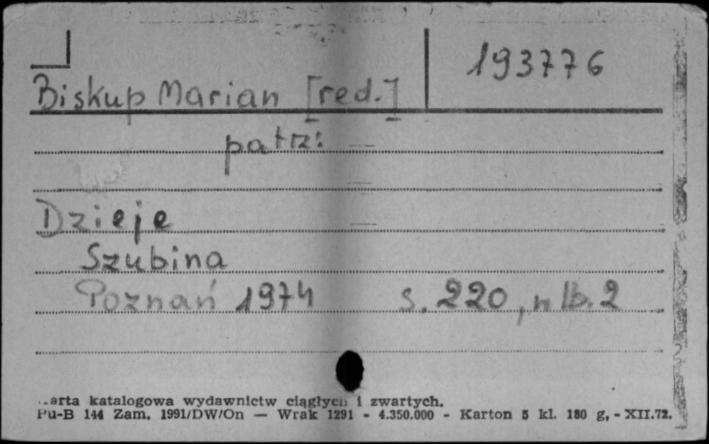 193776
Biskup Marian [red.]
patrz:
Dzieje
Szubina
Poznań 1974 s. 220, nlb. 2
Karta katalogowa wydawnictw ciągłych i zwartych.
Pu-B 144 Zam. 1991/DW/On — Wrak 1291 - 4.350.000 - Karton 5 kl. 180 g, - XII.72.